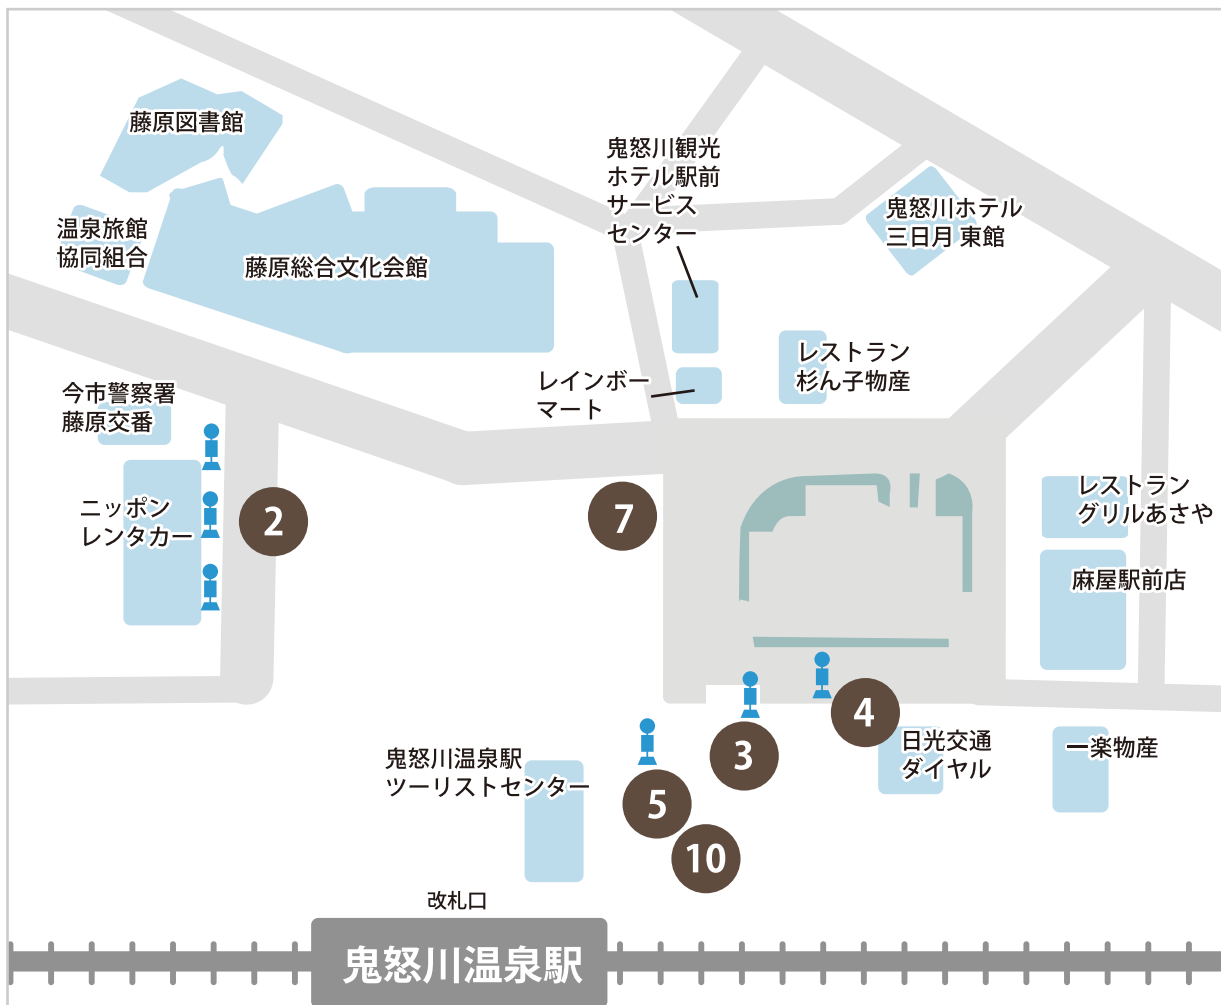 藤原図書館
鬼怒川観光
ホテル駅前
サービス
センター
鬼怒川ホテル
三日月 東館
温泉旅館
協同組合
藤原総合文化会館
レストラン
杉ん子物産
レインボー
マート
今市警察署
藤原交番
ニッポン
レンタカー
2
7
レストラン
グリルあさや
麻屋駅前店
4
3
日光交通
ダイヤル
一楽物産
鬼怒川温泉駅
ツーリストセンター
5
10
改札口
鬼怒川温泉駅